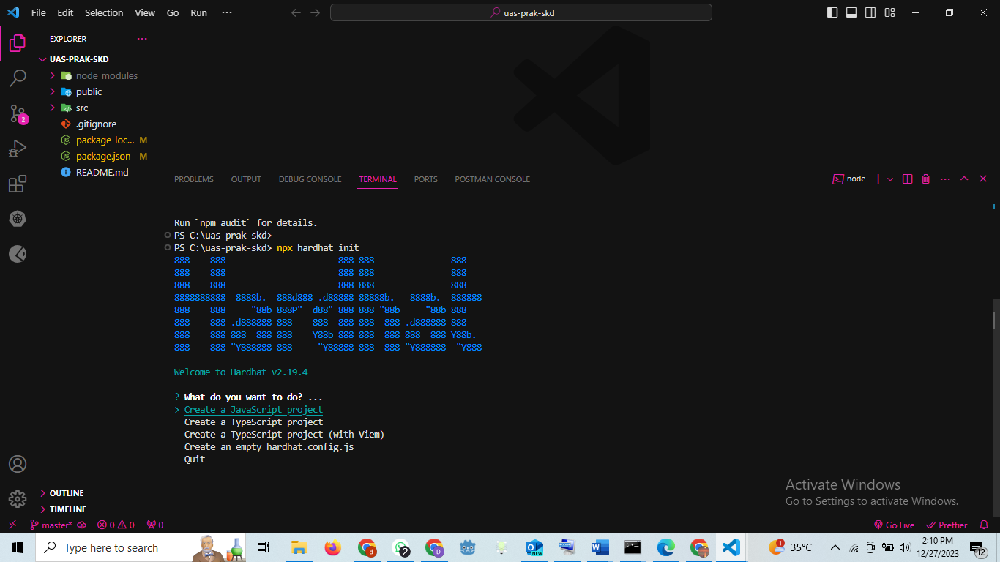 File Edit Selection View Go Run ...
uas-prak-skd
EXPLORER
UAS-PRAK-SKD
node_modules
public
src
.gitignore
package-loc... M
package.json M
README.md
2
PROBLEMS OUTPUT DEBUG CONSOLE TERMINAL PORTS POSTMAN CONSOLE
node
Run `npm audit` for details.
PS C:\uas-prak-skd>
PS C:\uas-prak-skd> npx hardhat init
888    888                      888 888               888
888    888                      888 888               888
888    888                      888 888               888
8888888888  8888b.  888d888 .d88888 88888b.   8888b.  888888
888    888     "88b 888P"  d88" 888 888 "88b     "88b 888
888    888 .d888888 888    888  888 888  888 .d888888 888
888    888 888  888 888    Y88b 888 888  888 888  888 Y88b.
888    888 "Y888888 888     "Y88888 888  888 "Y888888  "Y888
Welcome to Hardhat v2.19.4
? What do you want to do? ...
> Create a JavaScript project
Create a TypeScript project
Create a TypeScript project (with Viem)
Create an empty hardhat.config.js
Quit
OUTLINE
TIMELINE
Activate Windows
Go to Settings to activate Windows.
master* 0 0 0
Go Live Prettier
Type here to search
d
2
D
NEW
1
35°C
2:10 PM
12/27/2023
12